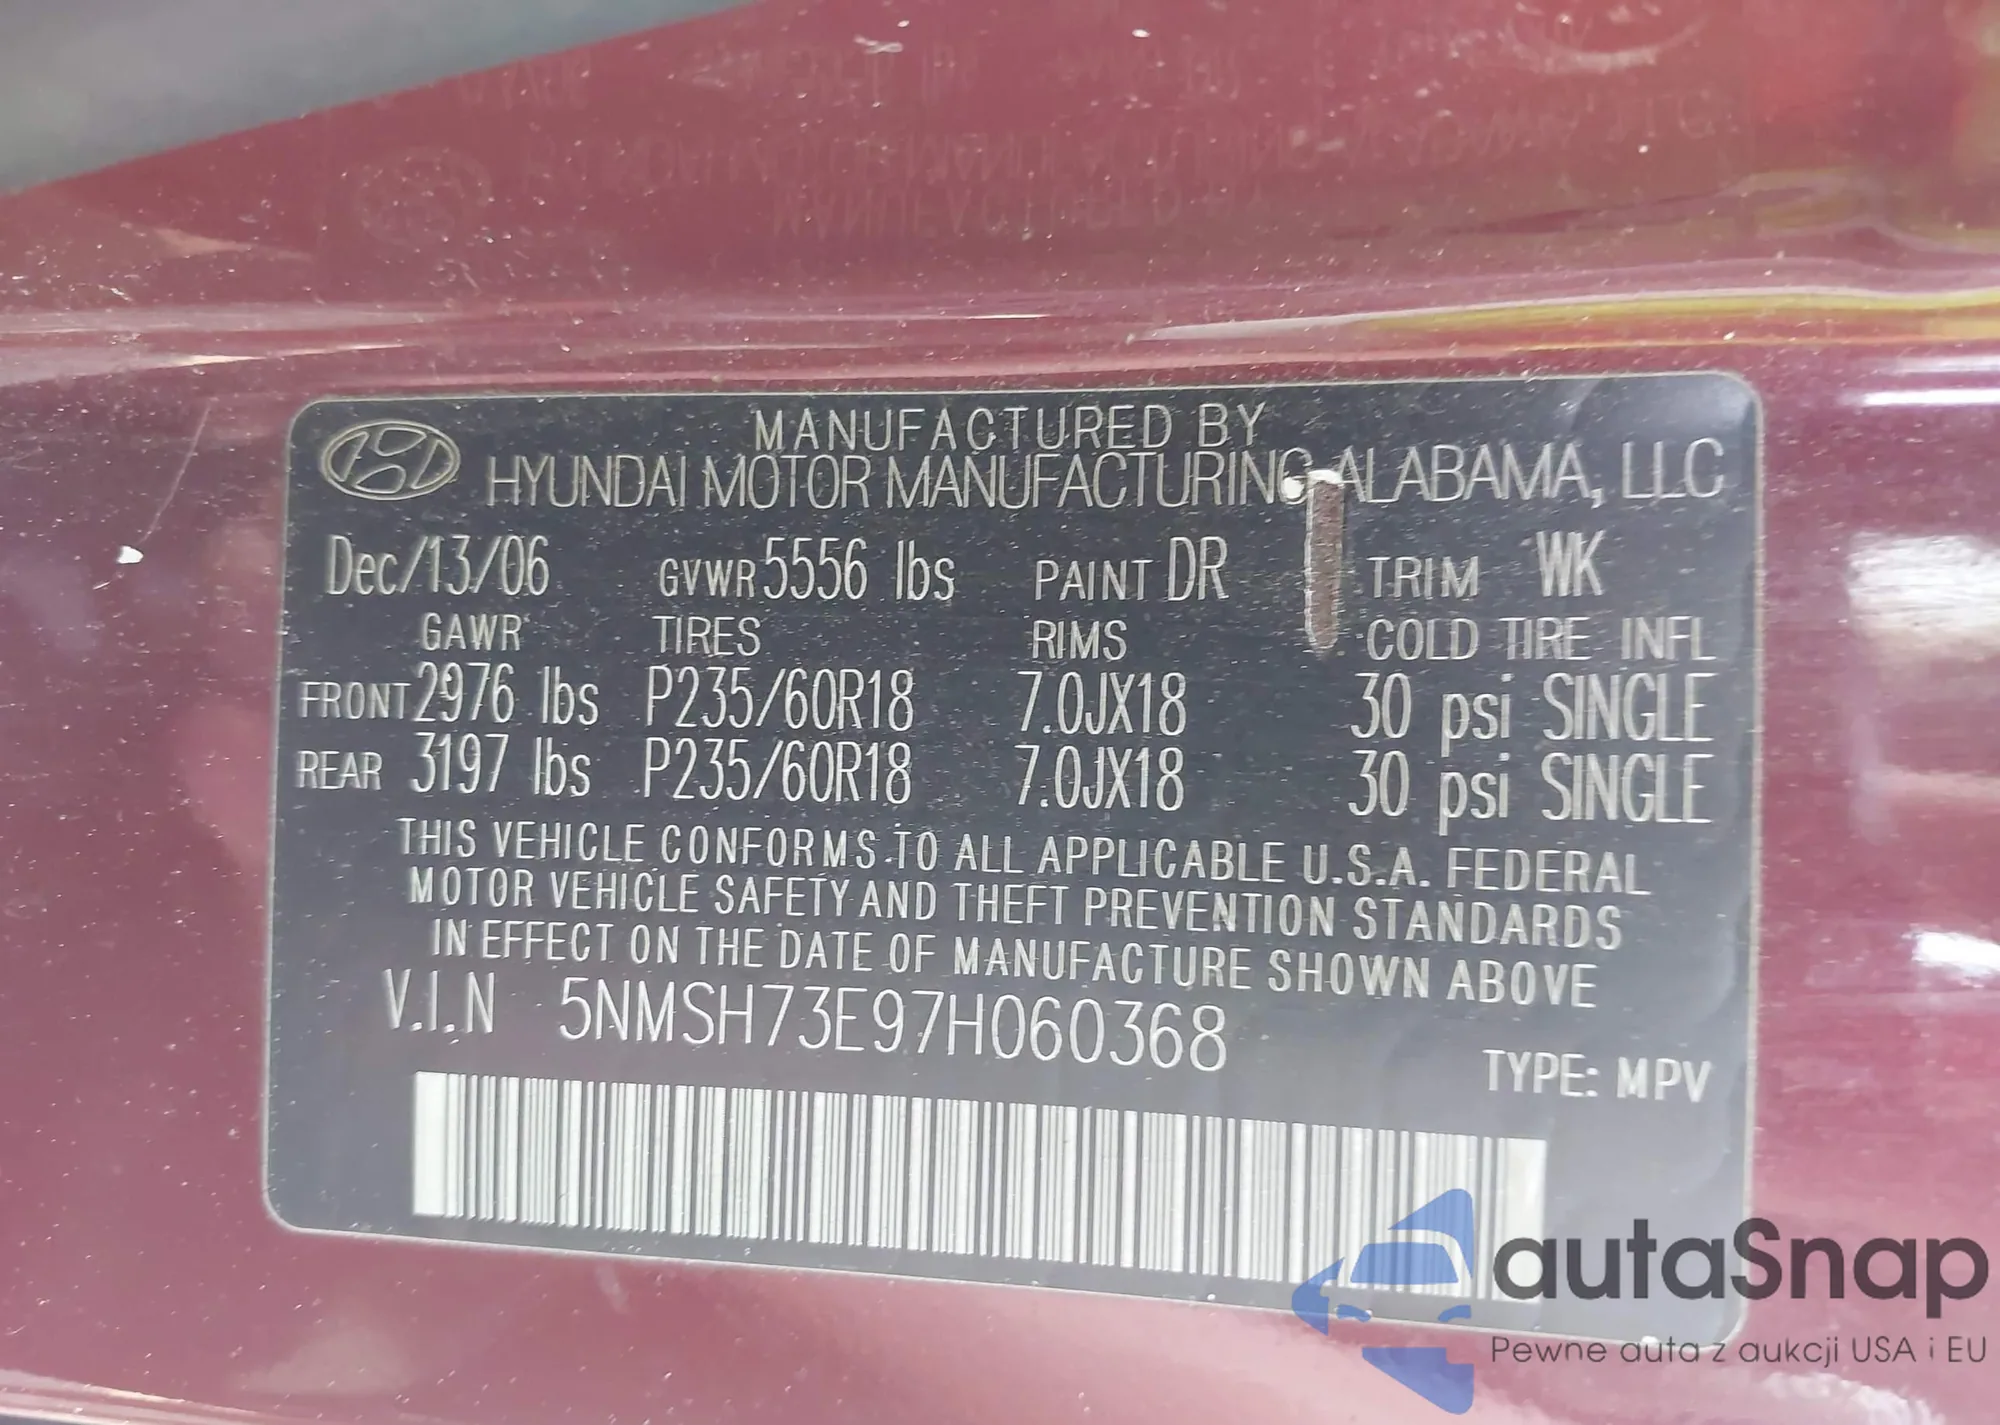 MANUFACTURED BY
HYUNDAI MOTOR MANUFACTURING ALABAMA, LLC
Dec/13/06 GVWR 5556 lbs PAINT DR TRIM WK
GAWR TIRES RIMS COLD TIRE INFL
FRONT 2976 lbs P235/60R18 7.0JX18 30 psi SINGLE
REAR 3197 lbs P235/60R18 7.0JX18 30 psi SINGLE
THIS VEHICLE CONFORMS TO ALL APPLICABLE U.S.A. FEDERAL
MOTOR VEHICLE SAFETY AND THEFT PREVENTION STANDARDS
IN EFFECT ON THE DATE OF MANUFACTURE SHOWN ABOVE
V.I.N 5NMSH73E97H060368
TYPE: MPV
autaSnap
Pewne auta z aukcji USA i EU